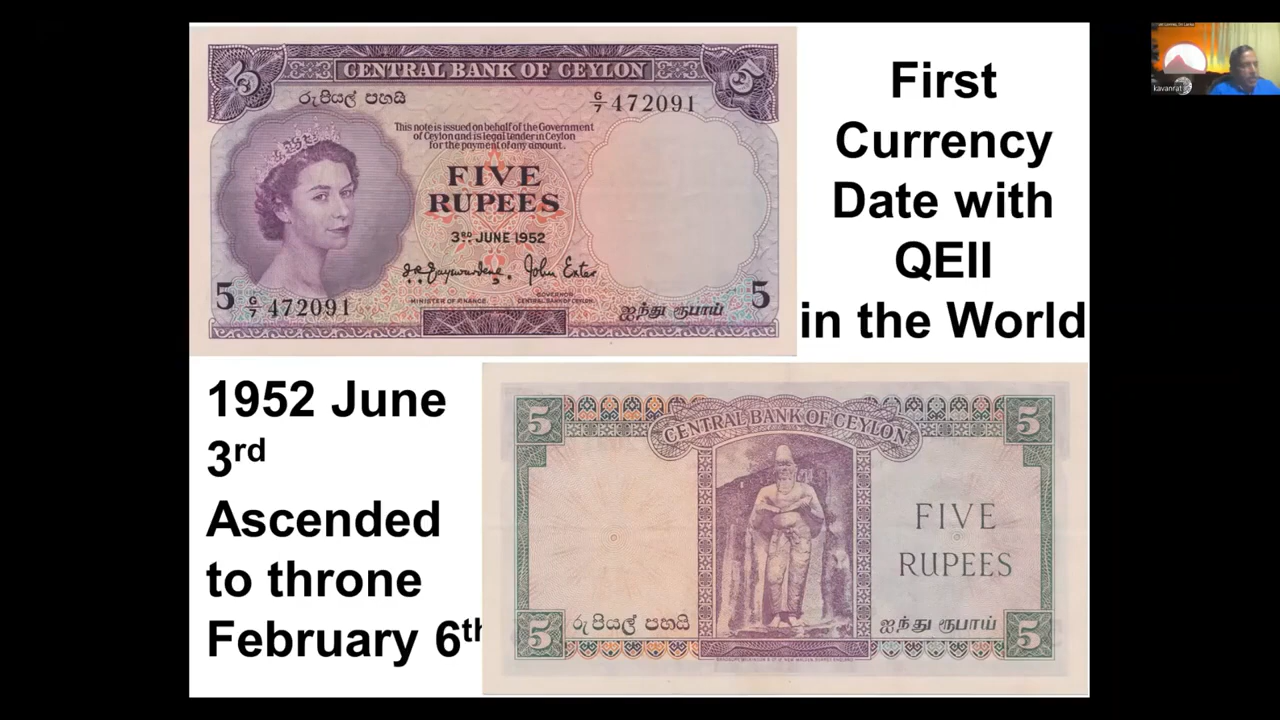 CENTRAL BANK OF CEYLON
5
5
රුපියල් පහයි
G/7 472091
This note is issued on behalf of the Government
of Ceylon and is legal tender in Ceylon
for the payment of any amount.
FIVE
RUPEES
3RD. JUNE 1952
J.R. Jayewardene.
John Exter
MINISTER OF FINANCE
GOVERNOR
CENTRAL BANK OF CEYLON.
5 G/7 472091
ஐந்து ரூபாய்
5
First
Currency
Date with
QEII
in the World
kavanrat
1952 June
3rd
Ascended
to throne
February 6th
5
CENTRAL BANK OF CEYLON
5
FIVE
RUPEES
5
රුපියල් පහයි
ஐந்து ரூபாய்
5